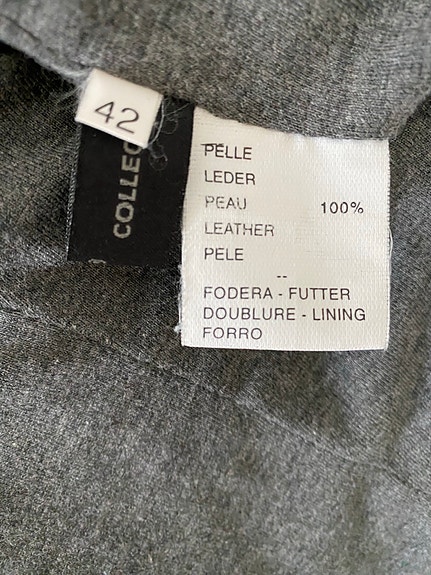 42
COLLEC
PELLE
LEDER
PEAU 100%
LEATHER
PELE
--
FODERA - FUTTER
DOUBLURE - LINING
FORRO